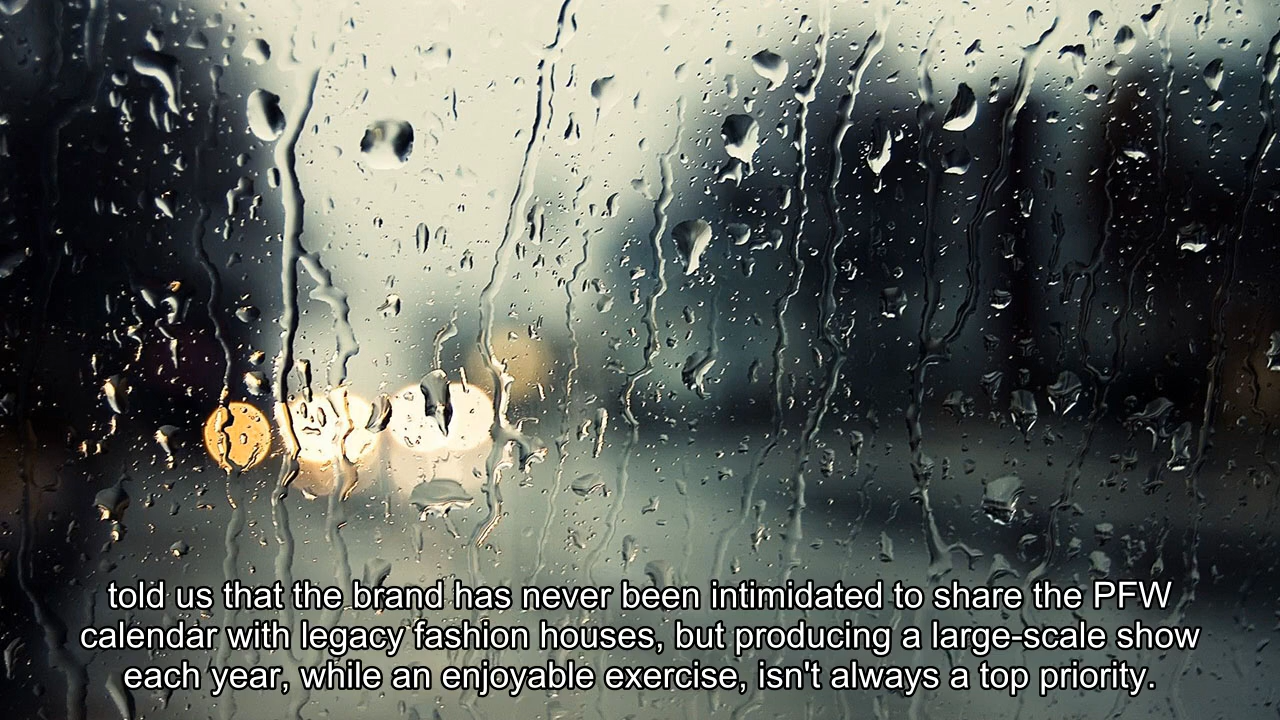 told us that the brand has never been intimidated to share the PFW
calendar with legacy fashion houses, but producing a large-scale show
each year, while an enjoyable exercise, isn't always a top priority.